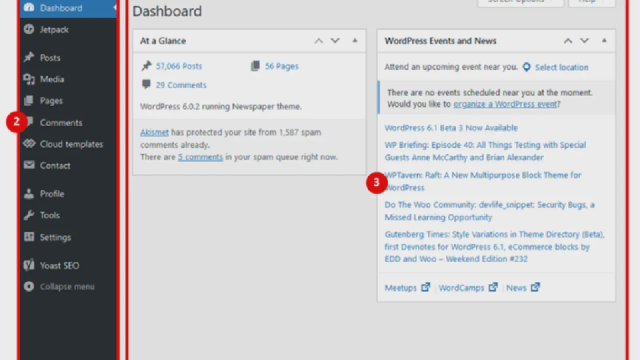 Dashboard
Jetpack
Posts
Media
Pages
2
Comments
Cloud templates
Contact
Profile
Tools
Settings
Yoast SEO
Collapse menu
Screen Options
Help
Dashboard
At a Glance
57,066 Posts
56 Pages
29 Comments
WordPress 6.0.2 running Newspaper theme.
Akismet has protected your site from 1,587 spam
comments already.
There are 5 comments in your spam queue right now.
WordPress Events and News
Attend an upcoming event near you.
Select location
There are no events scheduled near you at the moment.
Would you like to organize a WordPress event?
WordPress 6.1 Beta 3 Now Available
WP Briefing: Episode 40: All Things Testing with Special
Guests Anne McCarthy and Brian Alexander
3
WPTavern: Raft: A New Multipurpose Block Theme for
WordPress
Do The Woo Community: devlife_snippet: Security Bugs, a
Missed Learning Opportunity
Gutenberg Times: Style Variations in Theme Directory (Beta),
first Devnotes for WordPress 6.1, eCommerce blocks by
EDD and Woo – Weekend Edition #232
Meetups | WordCamps | News